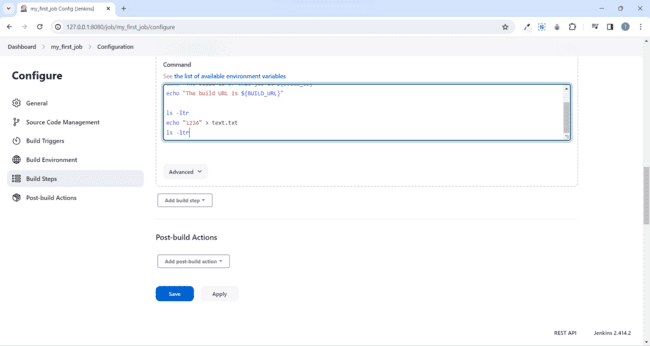 my_first_job Config [Jenkins]
127.0.0.1:8080/job/my_first_job/configure
Dashboard > my_first_job > Configuration
Configure
General
Source Code Management
Build Triggers
Build Environment
Build Steps
Post-build Actions
Command
See the list of available environment variables
echo "The build URL is ${BUILD_URL}"
ls -ltr
echo "1234" > text.txt
ls -ltr
Advanced
Add build step
Post-build Actions
Add post-build action
Save
Apply
REST API
Jenkins 2.414.2